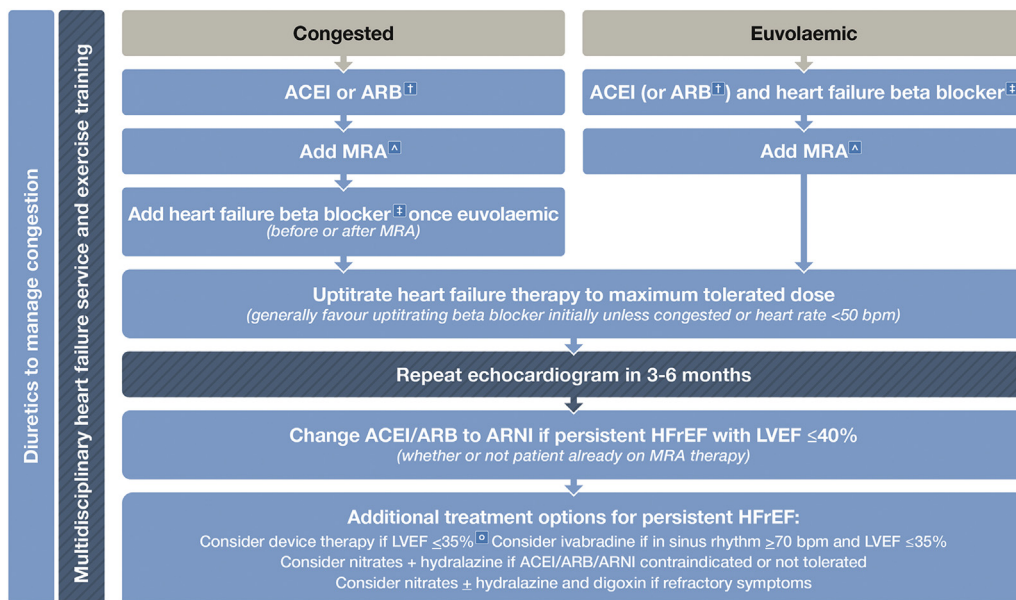 Diuretics to manage congestion
Multidisciplinary heart failure service and exercise training
Congested
Euvolaemic
ACEI or ARB†
ACEI (or ARB†) and heart failure beta blocker‡
Add MRA^
Add MRA^
Add heart failure beta blocker‡ once euvolaemic
(before or after MRA)
Uptitrate heart failure therapy to maximum tolerated dose
(generally favour uptitrating beta blocker initially unless congested or heart rate <50 bpm)
Repeat echocardiogram in 3-6 months
Change ACEI/ARB to ARNI if persistent HFrEF with LVEF ≤40%
(whether or not patient already on MRA therapy)
Additional treatment options for persistent HFrEF:
Consider device therapy if LVEF ≤35%° Consider ivabradine if in sinus rhythm ≥70 bpm and LVEF ≤35%
Consider nitrates + hydralazine if ACEI/ARB/ARNI contraindicated or not tolerated
Consider nitrates ± hydralazine and digoxin if refractory symptoms